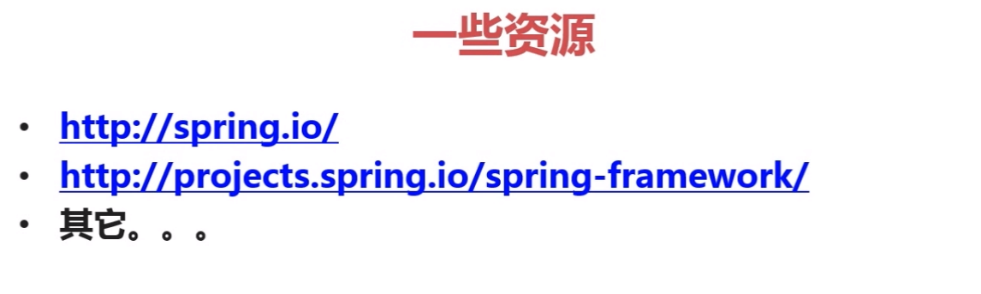 一些资源
• http://spring.io/
• http://projects.spring.io/spring-framework/
• 其它。。。